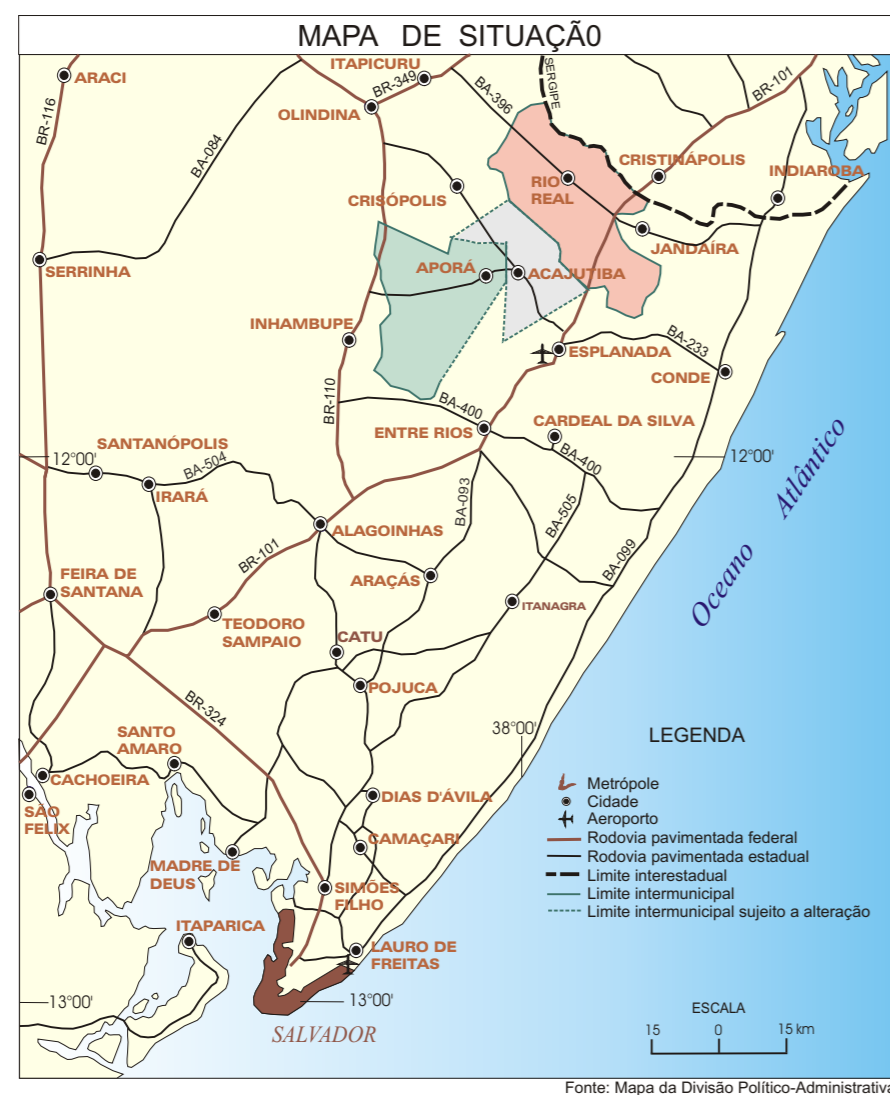 MAPA DE SITUAÇÃ0
ITAPICURU
ARACI
BR-349
OLINDINA
BR-116
BA-084
BA-396
SERGIPE
BR-101
CRISTINÁPOLIS
INDIAROBA
RIO
REAL
CRISÓPOLIS
JANDAÍRA
SERRINHA
APORÁ
ACAJUTIBA
INHAMBUPE
ESPLANADA
BA-233
CONDE
BR-110
BA-400
ENTRE RIOS
CARDEAL DA SILVA
BA-400
SANTANÓPOLIS
12°00'
12°00'
BA-504
IRARÁ
BA-093
BA-505
ALAGOINHAS
BR-101
BA-099
Oceano Atlântico
FEIRA DE
SANTANA
ARAÇÁS
ITANAGRA
TEODORO
SAMPAIO
CATU
POJUCA
BR-324
SANTO
AMARO
38°00'
CACHOEIRA
SÃO
FELIX
DIAS D'ÁVILA
CAMAÇARI
MADRE DE
DEUS
SIMÕES
FILHO
ITAPARICA
LAURO DE
FREITAS
13°00'
13°00'
SALVADOR
LEGENDA
Metrópole
Cidade
Aeroporto
Rodovia pavimentada federal
Rodovia pavimentada estadual
Limite interestadual
Limite intermunicipal
Limite intermunicipal sujeito a alteração
ESCALA
15 0 15 km
Fonte: Mapa da Divisão Político-Administrativa